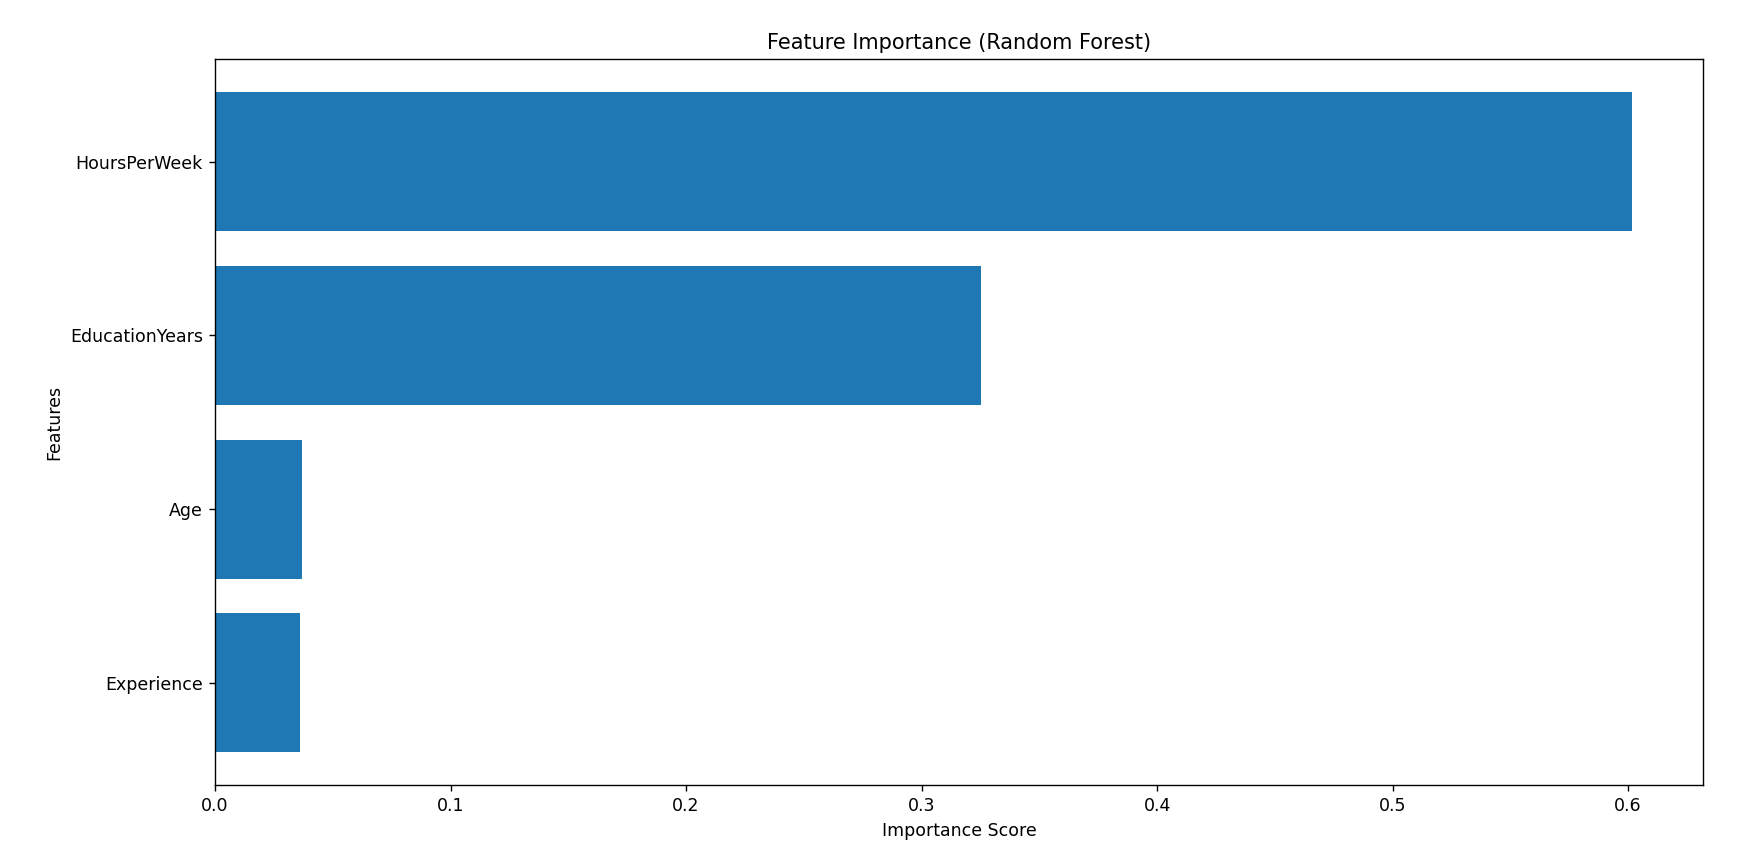 Feature Importance (Random Forest)
HoursPerWeek
EducationYears
Age
Experience
Features
0.0 0.1 0.2 0.3 0.4 0.5 0.6
Importance Score